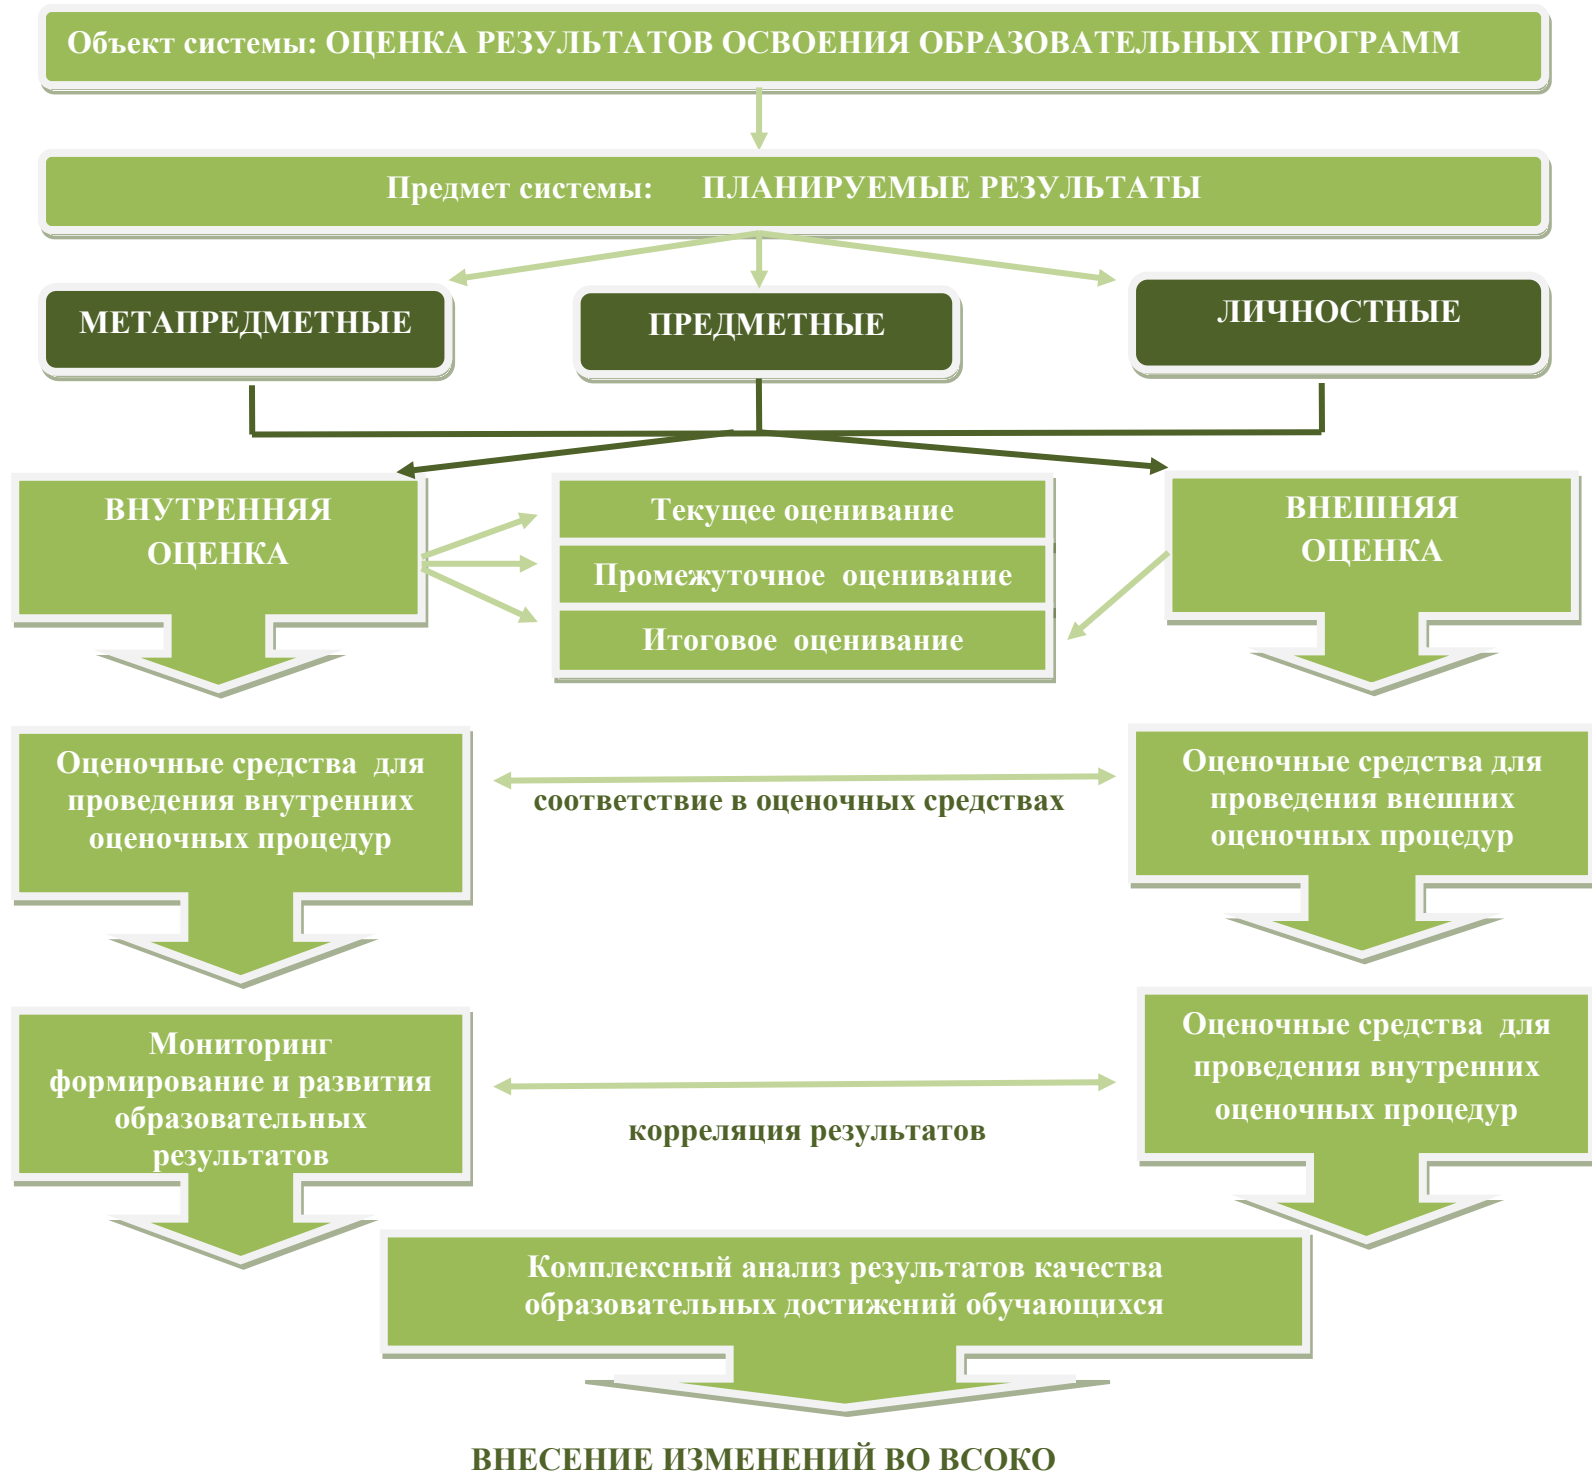 Объект системы: ОЦЕНКА РЕЗУЛЬТАТОВ ОСВОЕНИЯ ОБРАЗОВАТЕЛЬНЫХ ПРОГРАММ
Предмет системы: ПЛАНИРУЕМЫЕ РЕЗУЛЬТАТЫ
МЕТАПРЕДМЕТНЫЕ
ПРЕДМЕТНЫЕ
ЛИЧНОСТНЫЕ
ВНУТРЕННЯЯ
ОЦЕНКА
Текущее оценивание
Промежуточное оценивание
Итоговое оценивание
ВНЕШНЯЯ
ОЦЕНКА
Оценочные средства для
проведения внутренних
оценочных процедур
соответствие в оценочных средствах
Оценочные средства для
проведения внешних
оценочных процедур
Мониторинг
формирование и развития
образовательных
результатов
корреляция результатов
Оценочные средства для
проведения внутренних
оценочных процедур
Комплексный анализ результатов качества
образовательных достижений обучающихся
ВНЕСЕНИЕ ИЗМЕНЕНИЙ ВО ВСОКО